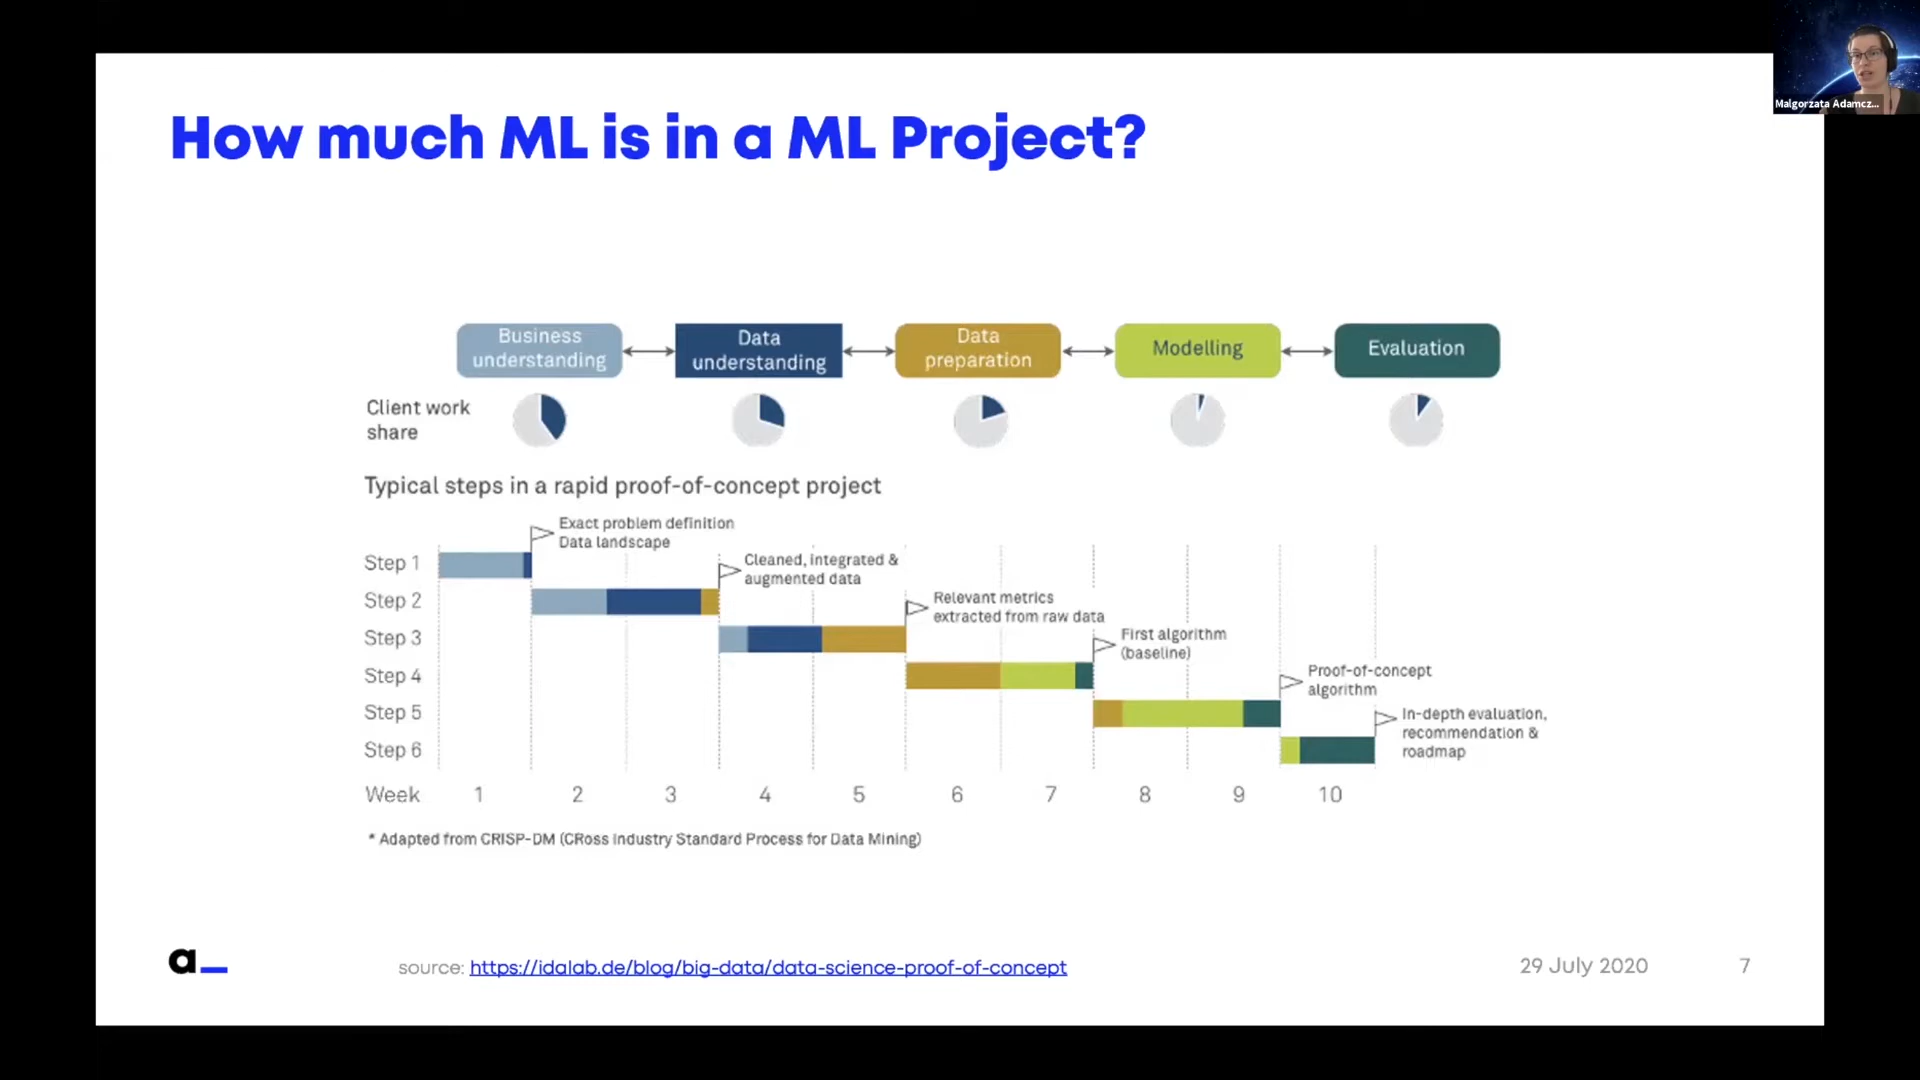 Malgorzata Adamcz...
How much ML is in a ML Project?
Business
understanding
Data
understanding
Data
preparation
Modelling
Evaluation
Client work
share
Typical steps in a rapid proof-of-concept project
Exact problem definition
Data landscape
Step 1
Cleaned, integrated &
augmented data
Step 2
Relevant metrics
extracted from raw data
Step 3
First algorithm
(baseline)
Step 4
Proof-of-concept
algorithm
Step 5
In-depth evaluation,
recommendation &
roadmap
Step 6
Week 1 2 3 4 5 6 7 8 9 10
* Adapted from CRISP-DM (CRoss Industry Standard Process for Data Mining)
a_
source: https://idalab.de/blog/big-data/data-science-proof-of-concept
29 July 2020
7